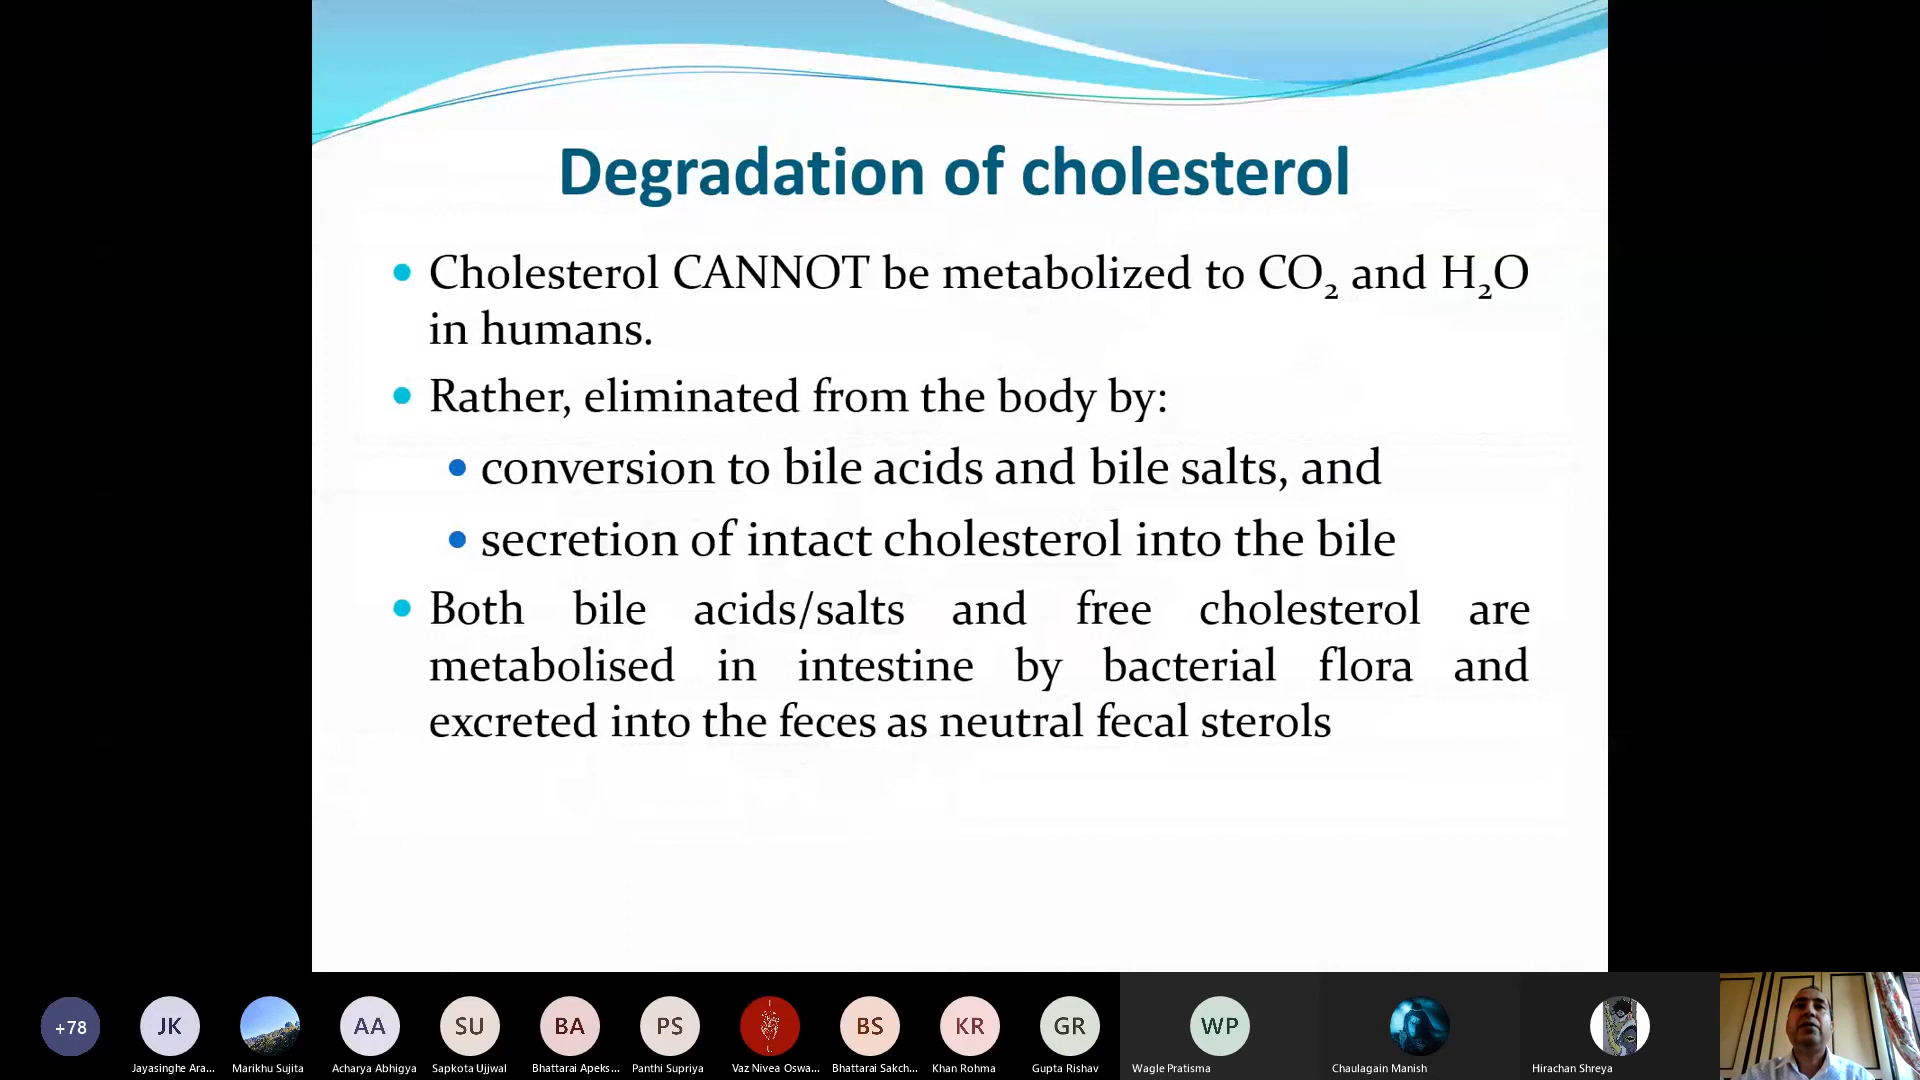 Degradation of cholesterol
• Cholesterol CANNOT be metabolized to CO₂ and H₂O
in humans.
• Rather, eliminated from the body by:
• conversion to bile acids and bile salts, and
• secretion of intact cholesterol into the bile
• Both bile acids/salts and free cholesterol are
metabolised in intestine by bacterial flora and
excreted into the feces as neutral fecal sterols
+78 JK AA SU BA PS BS KR GR WP
Jayasinghe Ara... Marikhu Sujita Acharya Abhigya Sapkota Ujjwal Bhattarai Apeks... Panthi Supriya Vaz Nivea Oswa... Bhattarai Sakch... Khan Rohma Gupta Rishav Wagle Pratisma Chaulagain Manish Hirachan Shreya